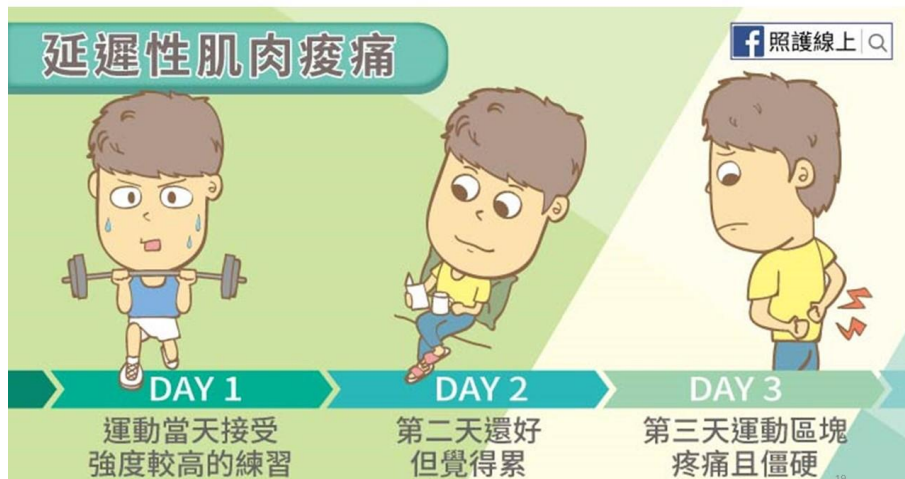 延遲性肌肉痠痛
照護線上
DAY 1
DAY 2
DAY 3
運動當天接受
強度較高的練習
第二天還好
但覺得累
第三天運動區塊
疼痛且僵硬
19